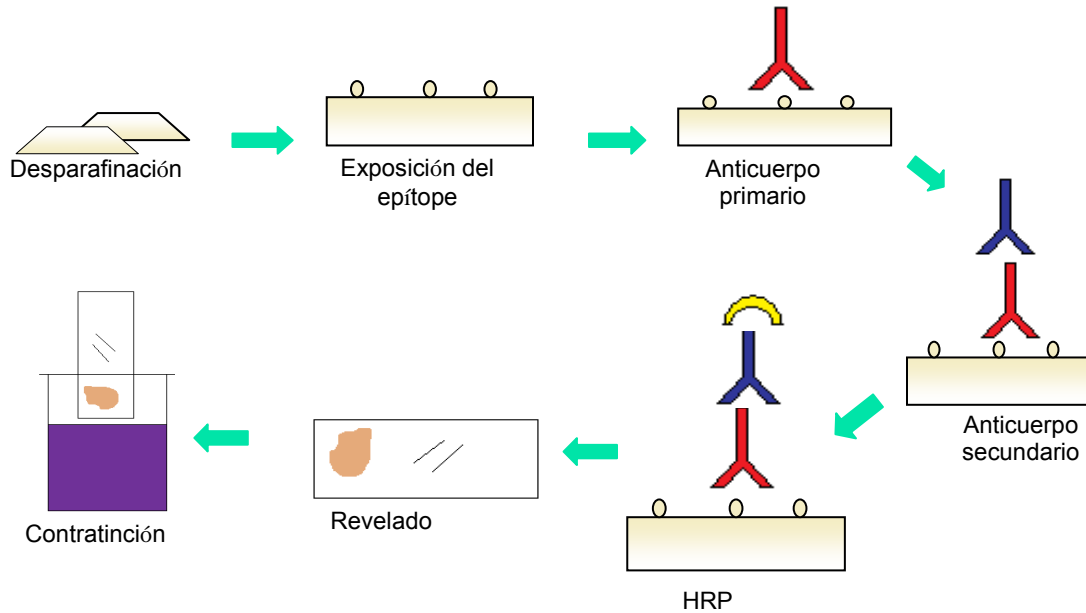 Desparafinación
Exposición del
epítope
Anticuerpo
primario
Anticuerpo
secundario
HRP
Revelado
Contratinción